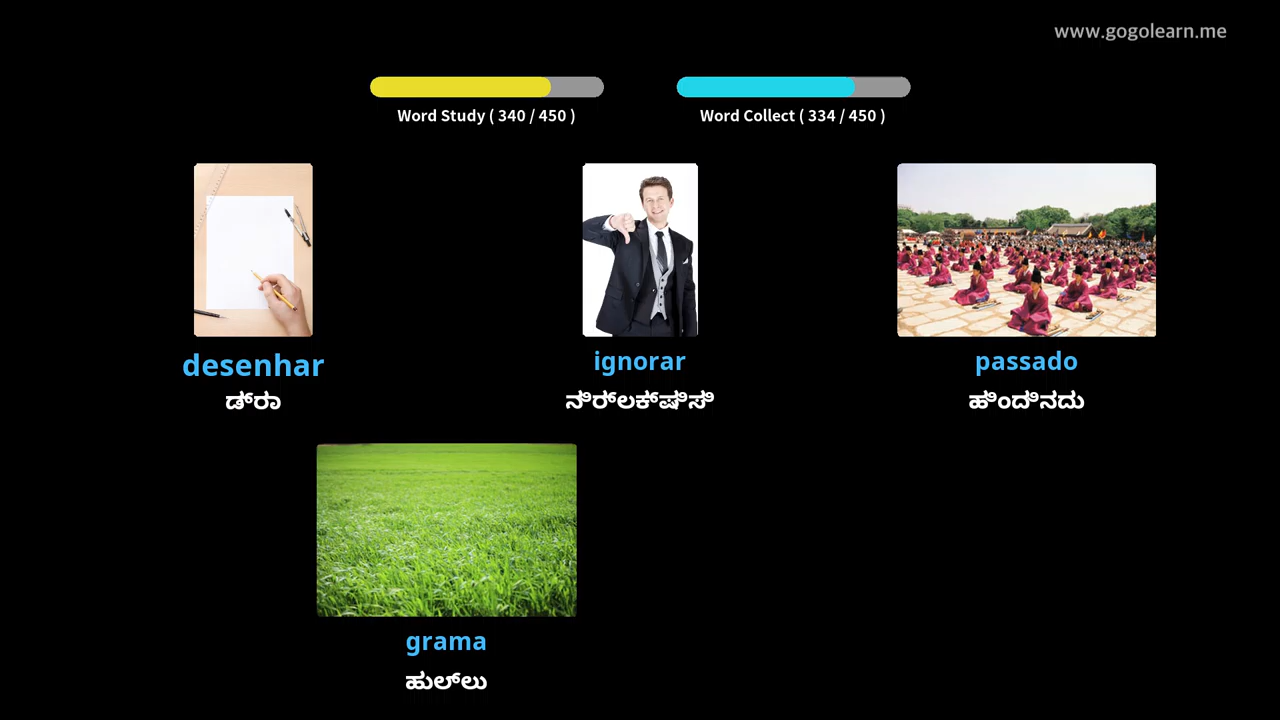 www.gogolearn.me
Word Study ( 340 / 450 )
Word Collect ( 334 / 450 )
desenhar
ಡ್ರಾ
ignorar
ನಿರ್ಲಕ್ಷಿಸಿ
passado
ಹಿಂದಿನದು
grama
ಹುಲ್ಲು